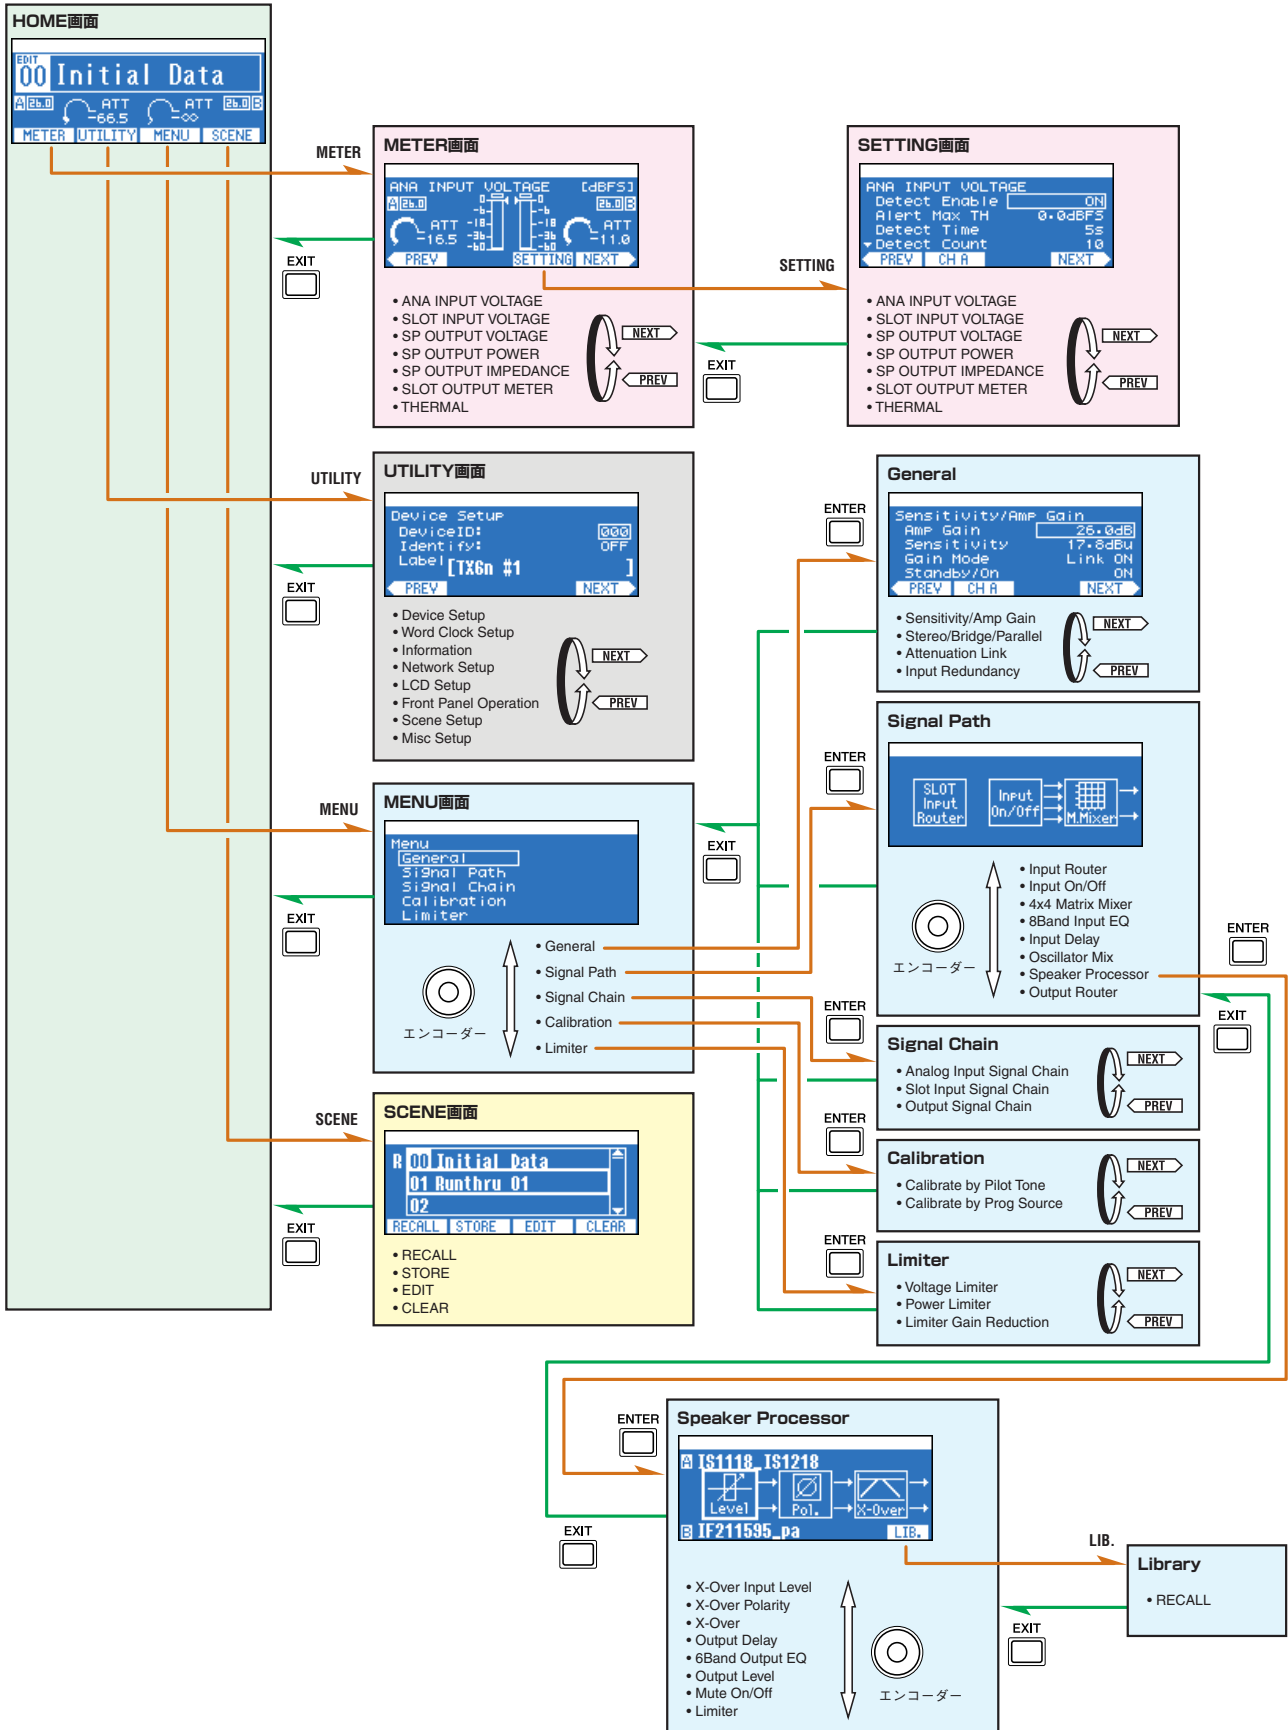 HOME画面
EDIT
00 Initial Data
A 26.0 ATT -66.5 ATT -∞ 26.0 B
METER UTILITY MENU SCENE
METER
METER画面
ANA INPUT VOLTAGE [dBFS]
A 26.0 26.0 B
0 0
-6 -6
-18 -18
-36 -36
-60 -60
ATT -16.5 ATT -11.0
PREV SETTING NEXT
• ANA INPUT VOLTAGE
• SLOT INPUT VOLTAGE
• SP OUTPUT VOLTAGE
• SP OUTPUT POWER
• SP OUTPUT IMPEDANCE
• SLOT OUTPUT METER
• THERMAL
NEXT
PREV
EXIT
SETTING
EXIT
SETTING画面
ANA INPUT VOLTAGE
Detect Enable ON
Alert Max TH 0.0dBFS
Detect Time 5s
Detect Count 10
PREV CH A NEXT
• ANA INPUT VOLTAGE
• SLOT INPUT VOLTAGE
• SP OUTPUT VOLTAGE
• SP OUTPUT POWER
• SP OUTPUT IMPEDANCE
• SLOT OUTPUT METER
• THERMAL
NEXT
PREV
UTILITY
UTILITY画面
Device Setup
DeviceID: 000
Identify: OFF
Label [TX6n #1 ]
PREV NEXT
• Device Setup
• Word Clock Setup
• Information
• Network Setup
• LCD Setup
• Front Panel Operation
• Scene Setup
• Misc Setup
NEXT
PREV
EXIT
MENU
MENU画面
Menu
General
Signal Path
Signal Chain
Calibration
Limiter
• General
• Signal Path
• Signal Chain
• Calibration
• Limiter
エンコーダー
EXIT
EXIT
SCENE
SCENE画面
R 00 Initial Data
01 Runthru 01
02
RECALL STORE EDIT CLEAR
• RECALL
• STORE
• EDIT
• CLEAR
EXIT
ENTER
General
Sensitivity/Amp Gain
Amp Gain 26.0dB
Sensitivity 17.8dBu
Gain Mode Link ON
Standby/On ON
PREV CH A NEXT
• Sensitivity/Amp Gain
• Stereo/Bridge/Parallel
• Attenuation Link
• Input Redundancy
NEXT
PREV
ENTER
Signal Path
SLOT Input Router
Input On/Off
M.Mixer
• Input Router
• Input On/Off
• 4x4 Matrix Mixer
• 8Band Input EQ
• Input Delay
• Oscillator Mix
• Speaker Processor
• Output Router
エンコーダー
ENTER
EXIT
ENTER
Signal Chain
• Analog Input Signal Chain
• Slot Input Signal Chain
• Output Signal Chain
NEXT
PREV
ENTER
Calibration
• Calibrate by Pilot Tone
• Calibrate by Prog Source
NEXT
PREV
ENTER
Limiter
• Voltage Limiter
• Power Limiter
• Limiter Gain Reduction
NEXT
PREV
ENTER
Speaker Processor
A IS1118_IS1218
Level Pol. X-Over
B IF211595_pa LIB.
• X-Over Input Level
• X-Over Polarity
• X-Over
• Output Delay
• 6Band Output EQ
• Output Level
• Mute On/Off
• Limiter
エンコーダー
EXIT
LIB.
Library
• RECALL
EXIT